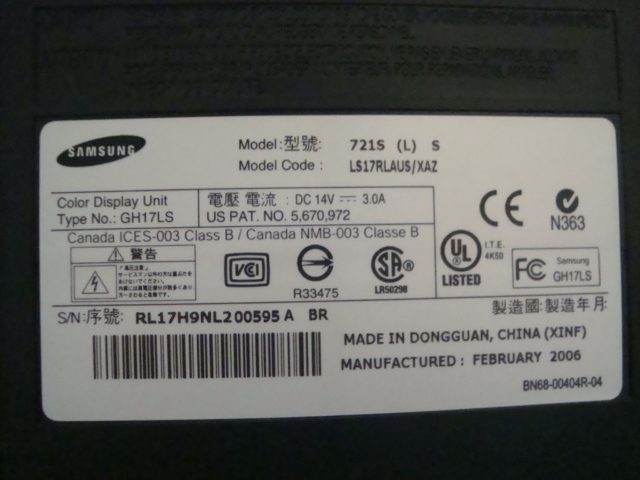 SAMSUNG
Model:型號: 721S (L) S
Model Code : LS17RLAUS/XAZ
Color Display Unit
Type No.: GH17LS
電壓 電流 : DC 14V ⎓ 3.0A
US PAT. NO. 5,670,972
Canada ICES-003 Class B / Canada NMB-003 Classe B
CE
N363
警告
VCI
R33475
SA
LR50298
UL
LISTED
I.T.E.
4K50
FC
Samsung
GH17LS
S/N:序號: RL17H9NL200595 A BR
製造國:製造年月
MADE IN DONGGUAN, CHINA (XINF)
MANUFACTURED : FEBRUARY 2006
BN68-00404R-04